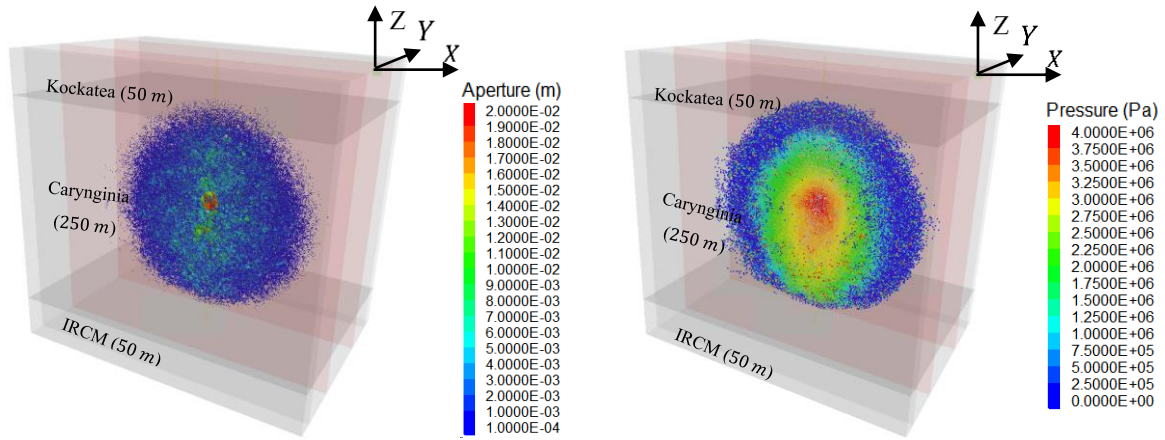 Z
Y
X
Kockatea (50 m)
Carynginia
(250 m)
IRCM (50 m)
Aperture (m)
2.0000E-02
1.9000E-02
1.8000E-02
1.7000E-02
1.6000E-02
1.5000E-02
1.4000E-02
1.3000E-02
1.2000E-02
1.1000E-02
1.0000E-02
9.0000E-03
8.0000E-03
7.0000E-03
6.0000E-03
5.0000E-03
4.0000E-03
3.0000E-03
2.0000E-03
1.0000E-03
1.0000E-04
Z
Y
X
Kockatea (50 m)
Carynginia
(250 m)
IRCM (50 m)
Pressure (Pa)
4.0000E+06
3.7500E+06
3.5000E+06
3.2500E+06
3.0000E+06
2.7500E+06
2.5000E+06
2.2500E+06
2.0000E+06
1.7500E+06
1.5000E+06
1.2500E+06
1.0000E+06
7.5000E+05
5.0000E+05
2.5000E+05
0.0000E+00